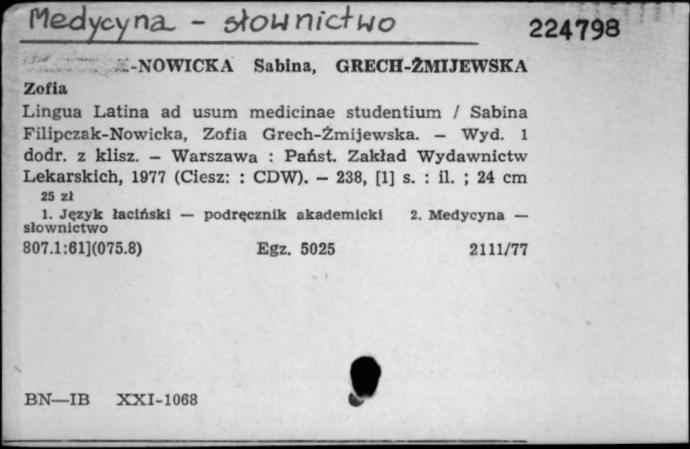 Medycyna - słownictwo
224798
-NOWICKA Sabina, GRECH-ŻMIJEWSKA
Zofia
Lingua Latina ad usum medicinae studentium / Sabina
Filipczak-Nowicka, Zofia Grech-Żmijewska. — Wyd. 1
dodr. z klisz. — Warszawa : Państ. Zakład Wydawnictw
Lekarskich, 1977 (Ciesz: : CDW). — 238, [1] s. : il. ; 24 cm
25 zł
1. Język łaciński — podręcznik akademicki 2. Medycyna —
słownictwo
807.1:61](075.8) Egz. 5025 2111/77
BN—IB XXI-1068